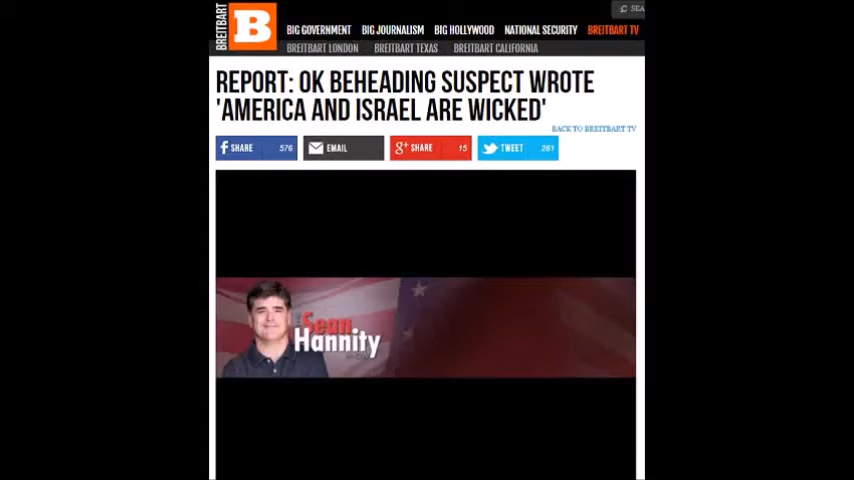 BREITBART
B
SEA
BIG GOVERNMENT BIG JOURNALISM BIG HOLLYWOOD NATIONAL SECURITY BREITBART TV
BREITBART LONDON BREITBART TEXAS BREITBART CALIFORNIA
REPORT: OK BEHEADING SUSPECT WROTE
'AMERICA AND ISRAEL ARE WICKED'
BACK TO BREITBART TV
f SHARE 576 EMAIL g+ SHARE 15 TWEET 261
Sean
Hannity